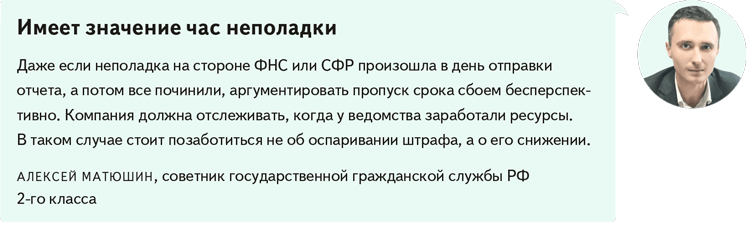 Имеет значение час неполадки
Даже если неполадка на стороне ФНС или СФР произошла в день отправки
отчета, а потом все починили, аргументировать пропуск срока сбоем бесперспек-
тивно. Компания должна отслеживать, когда у ведомства заработали ресурсы.
В таком случае стоит позаботиться не об оспаривании штрафа, а о его снижении.
АЛЕКСЕЙ МАТЮШИН, советник государственной гражданской службы РФ
2-го класса